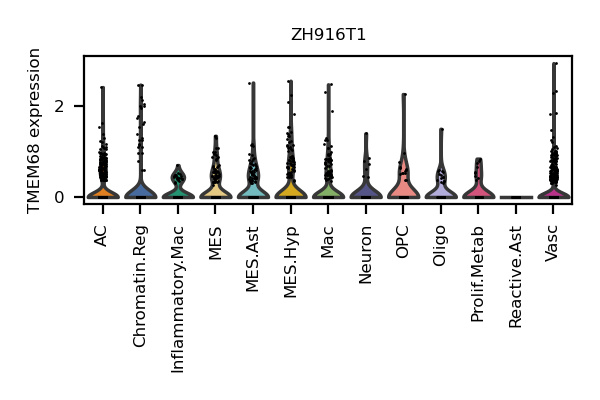 ZH916T1
TMEM68 expression
2
0
AC
Chromatin.Reg
Inflammatory.Mac
MES
MES.Ast
MES.Hyp
Mac
Neuron
OPC
Oligo
Prolif.Metab
Reactive.Ast
Vasc